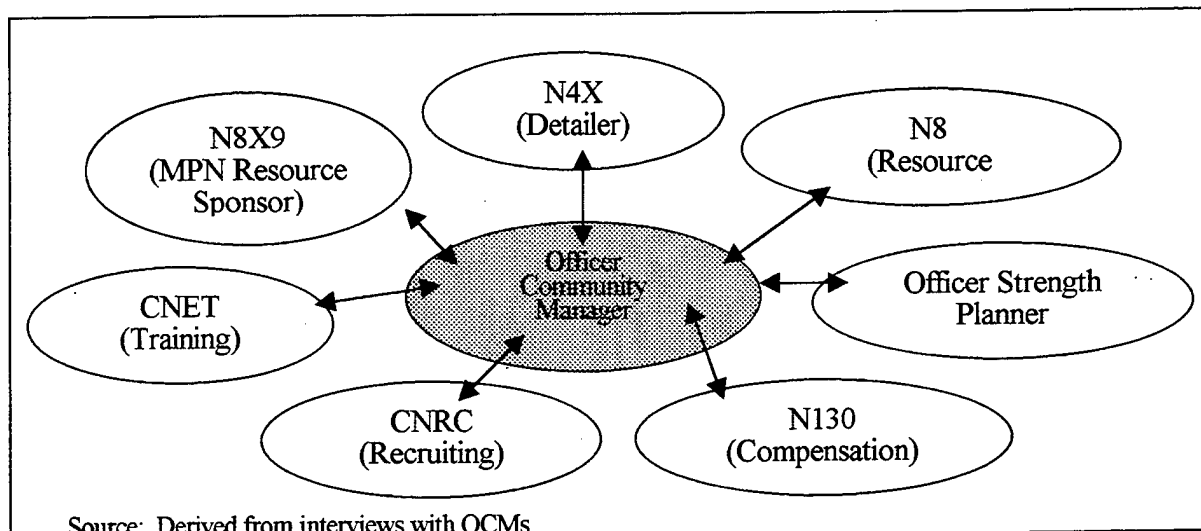 N4X
(Detailer)
N8X9
(MPN Resource
Sponsor)
N8
(Resource
Officer
Community
Manager
Officer Strength
Planner
CNET
(Training)
CNRC
(Recruiting)
N130
(Compensation)
Source: Derived from interviews with OCMs